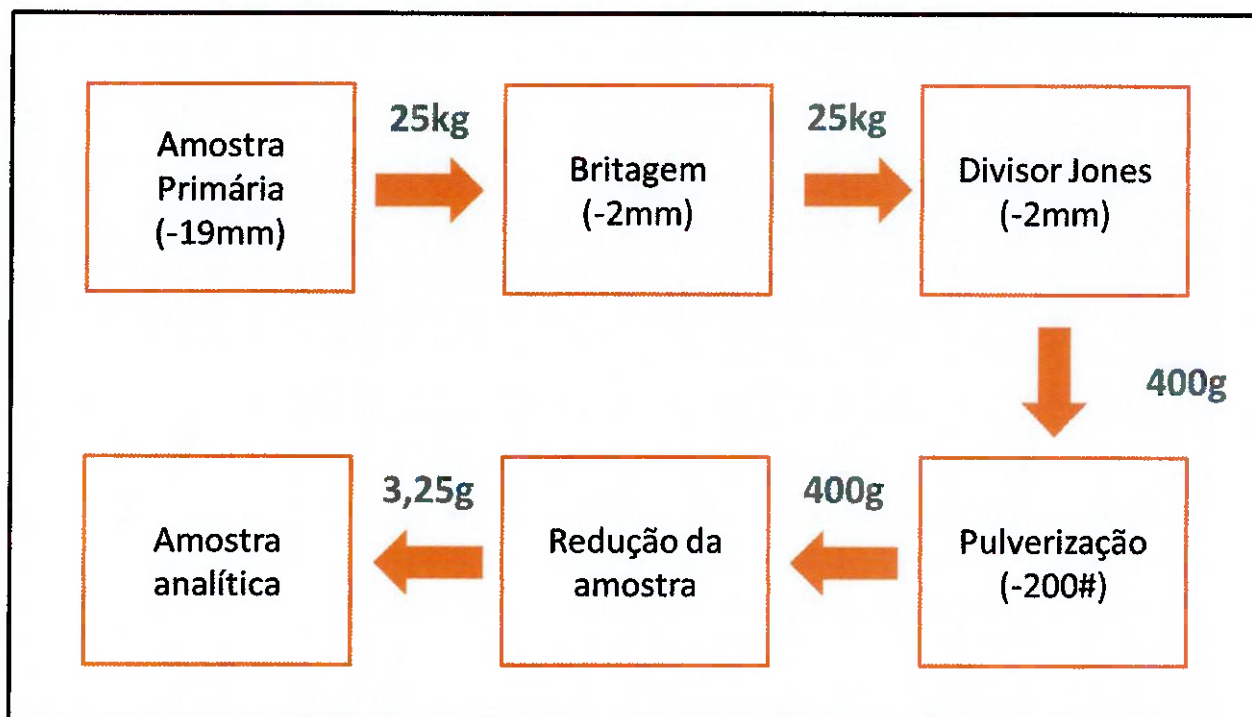 Amostra
Primária
(-19mm)
25kg
Britagem
(-2mm)
25kg
Divisor Jones
(-2mm)
400g
Pulverização
(-200#)
400g
Redução da
amostra
3,25g
Amostra
analítica